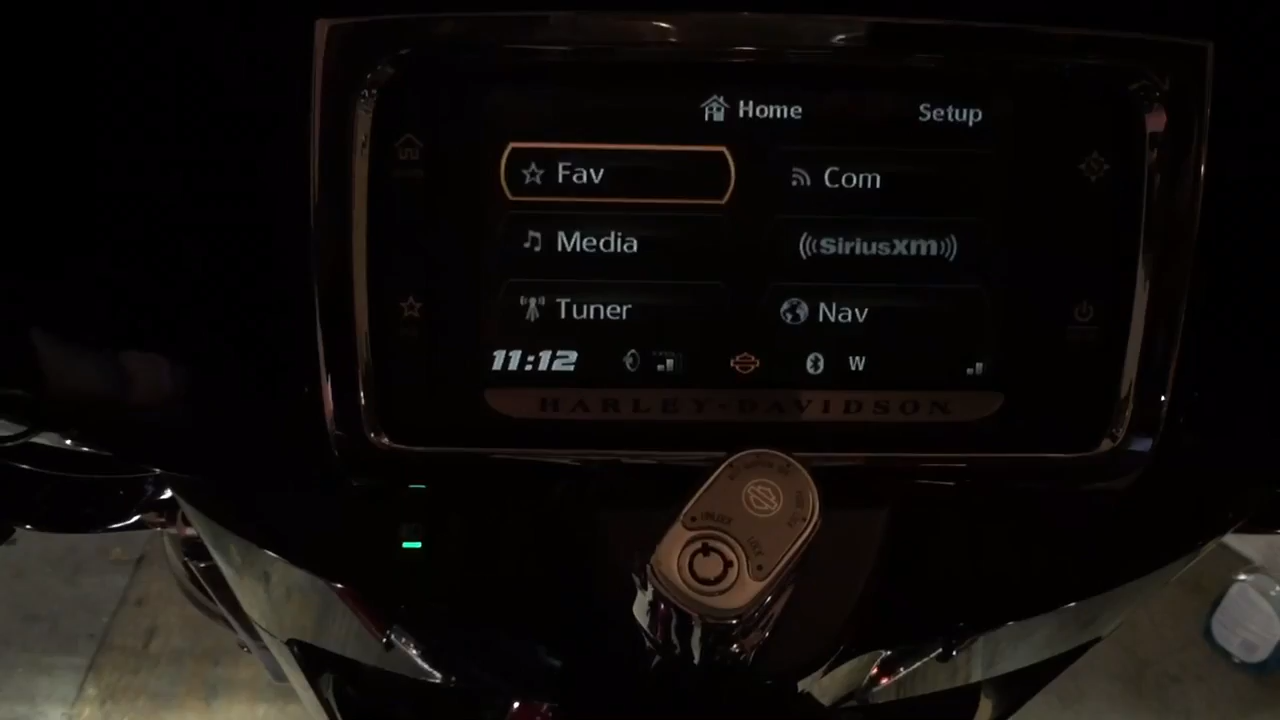 Home
Setup
Fav
Com
Media
((SiriusXM))
Tuner
Nav
11:12
W
HARLEY-DAVIDSON
UNLOCK
LOCK